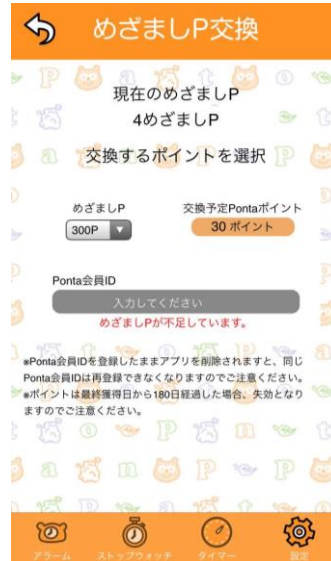 めざましP交換
現在のめざましP
4めざましP
交換するポイントを選択
めざましP
交換予定Pontaポイント
300P
30 ポイント
Ponta会員ID
入力してください
めざましPが不足しています。
※Ponta会員IDを登録したままアプリを削除されますと、同じ
Ponta会員IDは再登録できなくなりますのでご注意ください。
※ポイントは最終獲得日から180日経過した場合、失効となり
ますのでご注意ください。
アラーム
ストップウォッチ
タイマー
設定